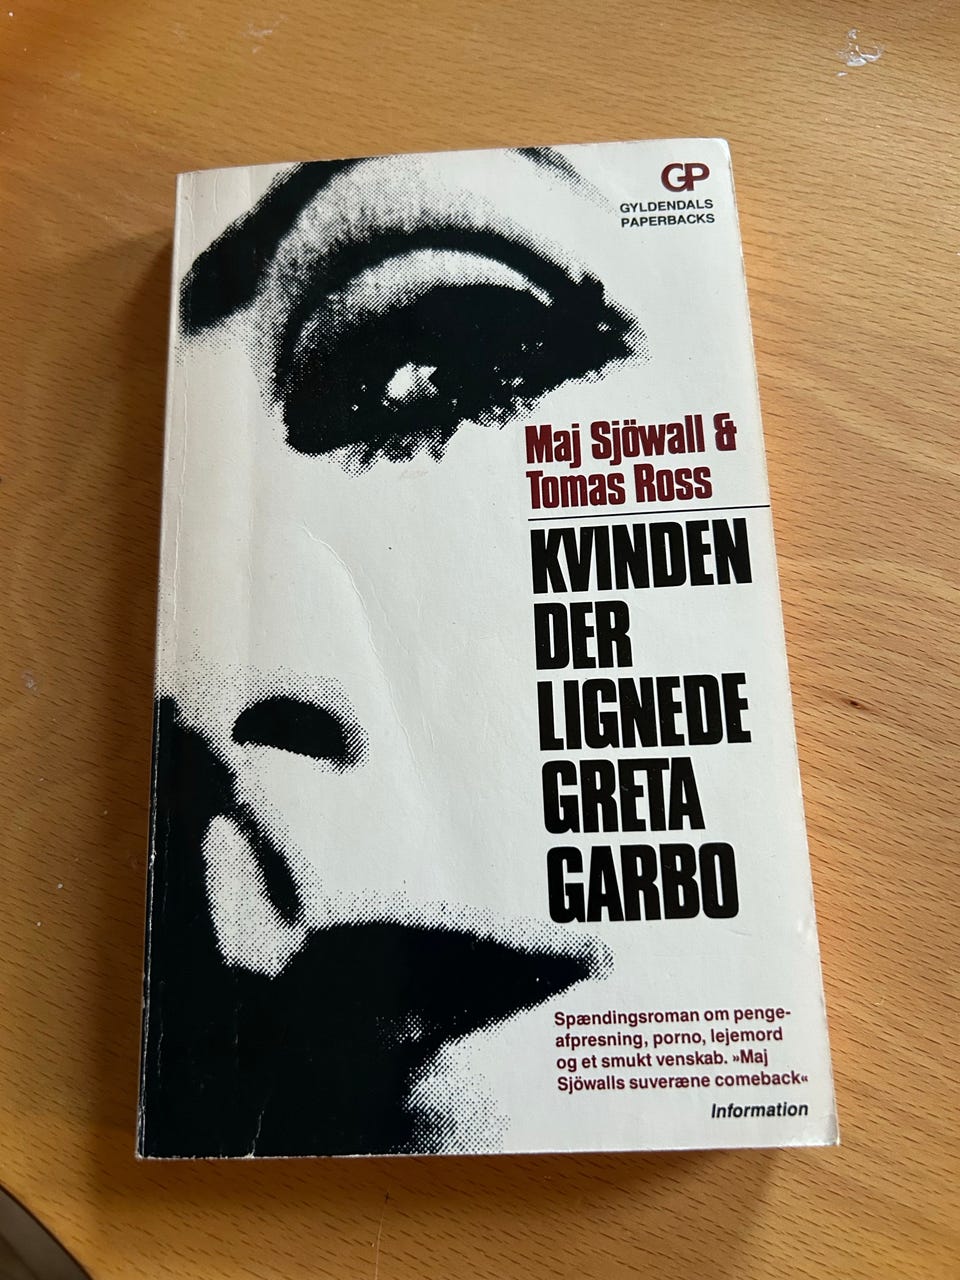 GP
GYLDENDALS
PAPERBACKS
Maj Sjöwall &
Tomas Ross
KVINDEN
DER
LIGNEDE
GRETA
GARBO
Spændingsroman om penge-
afpresning, porno, lejemord
og et smukt venskab. »Maj
Sjöwalls suveræne comeback«
Information